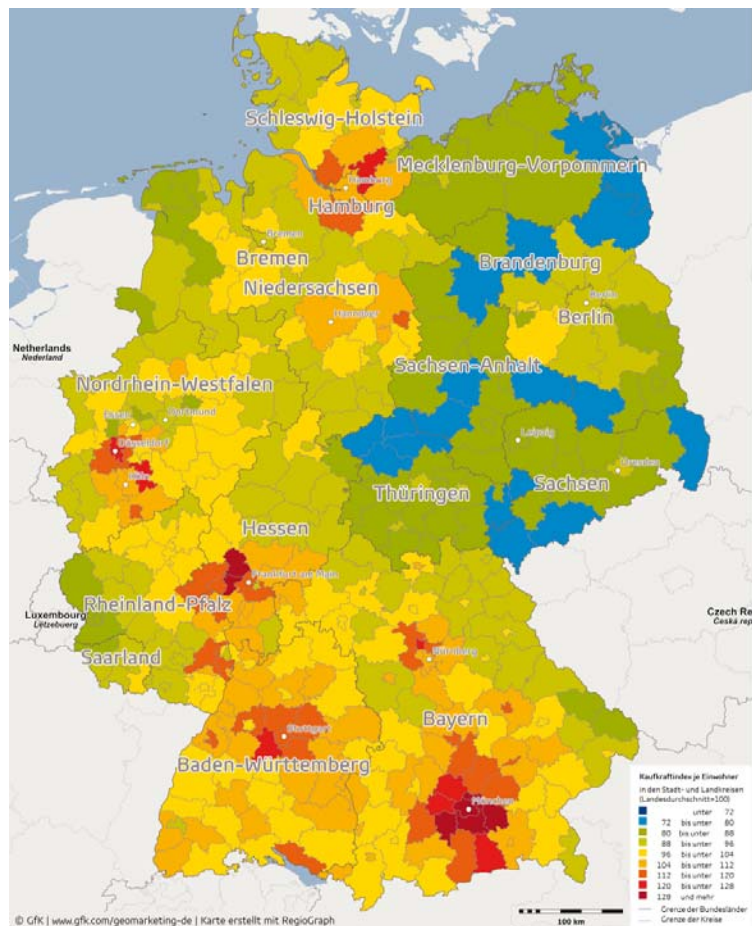 Schleswig-Holstein
Mecklenburg-Vorpommern
Hamburg
Hamburg
Bremen
Bremen
Brandenburg
Niedersachsen
Berlin
Berlin
Hannover
Netherlands
Nederland
Sachsen-Anhalt
Nordrhein-Westfalen
Essen
Dortmund
Düsseldorf
Leipzig
Köln
Dresden
Thüringen
Sachsen
Hessen
Frankfurt am Main
Rheinland-Pfalz
Luxembourg
Lëtzebuerg
Czech Re
Česká rep
Saarland
Nürnberg
Bayern
Stuttgart
Baden-Württemberg
München
Kaufkraftindex je Einwohner
in den Stadt- und Landkreisen
(Landesdurchschnitt=100)
unter 72
72 bis unter 80
80 bis unter 88
88 bis unter 96
96 bis unter 104
104 bis unter 112
112 bis unter 120
120 bis unter 128
128 und mehr
Grenze der Bundesländer
Grenze der Kreise
100 km
© GfK | www.gfk.com/geomarketing-de | Karte erstellt mit RegioGraph